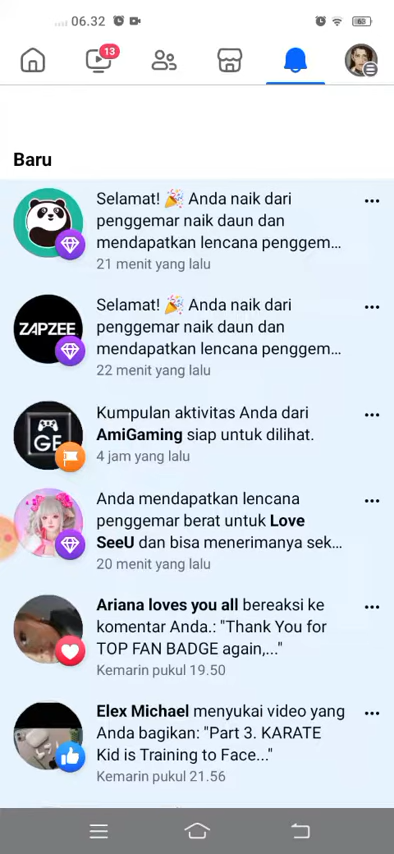 06.32
60
13
Baru
Selamat! 🎉 Anda naik dari
penggemar naik daun dan
mendapatkan lencana penggem...
21 menit yang lalu
ZAPZEE
Selamat! 🎉 Anda naik dari
penggemar naik daun dan
mendapatkan lencana penggem...
22 menit yang lalu
GE
Kumpulan aktivitas Anda dari
AmiGaming siap untuk dilihat.
4 jam yang lalu
Anda mendapatkan lencana
penggemar berat untuk Love
SeeU dan bisa menerimanya sek...
20 menit yang lalu
Ariana loves you all bereaksi ke
komentar Anda.: "Thank You for
TOP FAN BADGE again,..."
Kemarin pukul 19.50
Elex Michael menyukai video yang
Anda bagikan: "Part 3. KARATE
Kid is Training to Face..."
Kemarin pukul 21.56